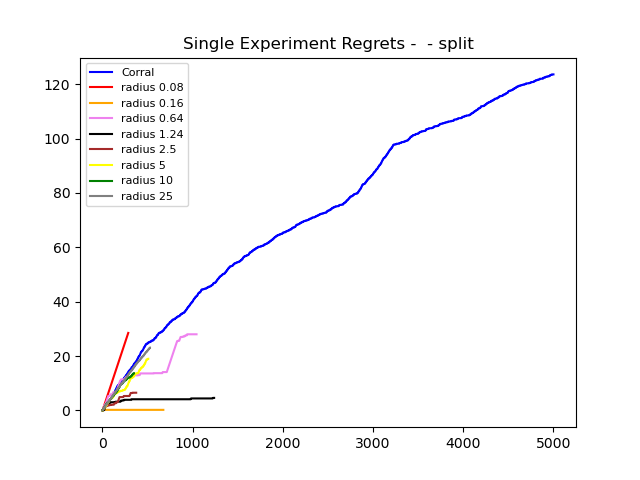 Single Experiment Regrets -  - split
Corral
radius 0.08
radius 0.16
radius 0.64
radius 1.24
radius 2.5
radius 5
radius 10
radius 25
120
100
80
60
40
20
0
0 1000 2000 3000 4000 5000